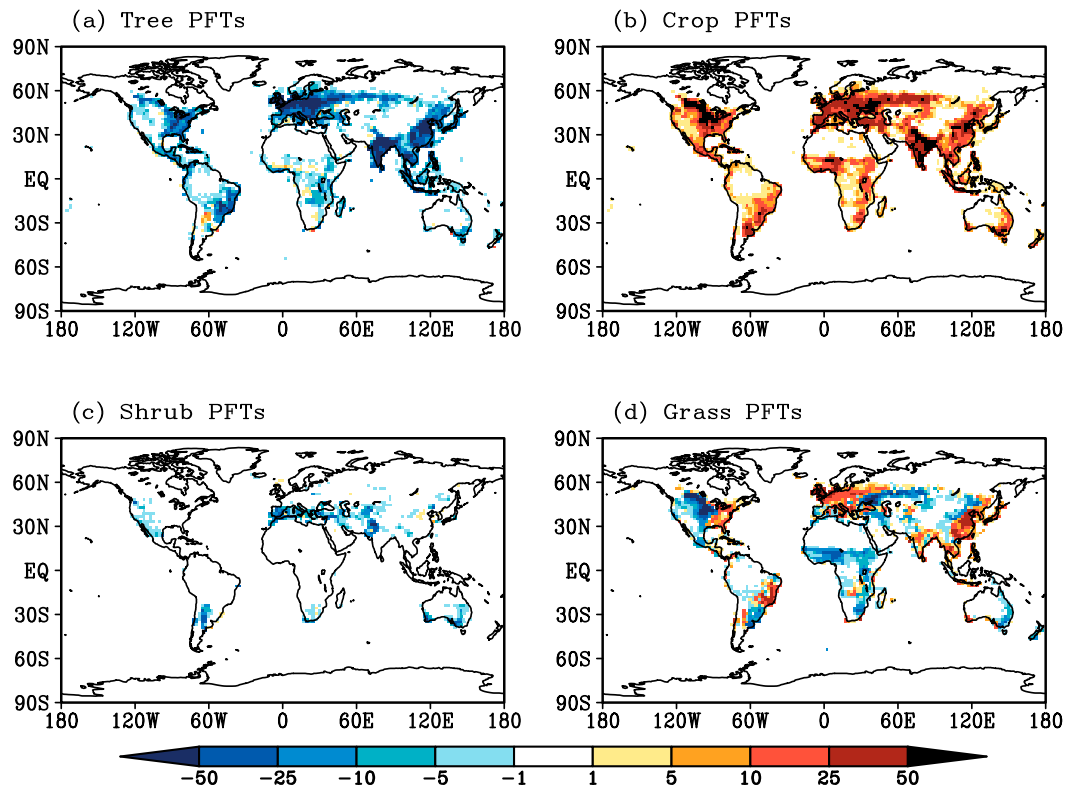 (a) Tree PFTs
(b) Crop PFTs
90N
60N
30N
EQ
30S
60S
90S
180 120W 60W 0 60E 120E 180
90N
60N
30N
EQ
30S
60S
90S
180 120W 60W 0 60E 120E 180
(c) Shrub PFTs
(d) Grass PFTs
90N
60N
30N
EQ
30S
60S
90S
180 120W 60W 0 60E 120E 180
90N
60N
30N
EQ
30S
60S
90S
180 120W 60W 0 60E 120E 180
-50 -25 -10 -5 -1 1 5 10 25 50